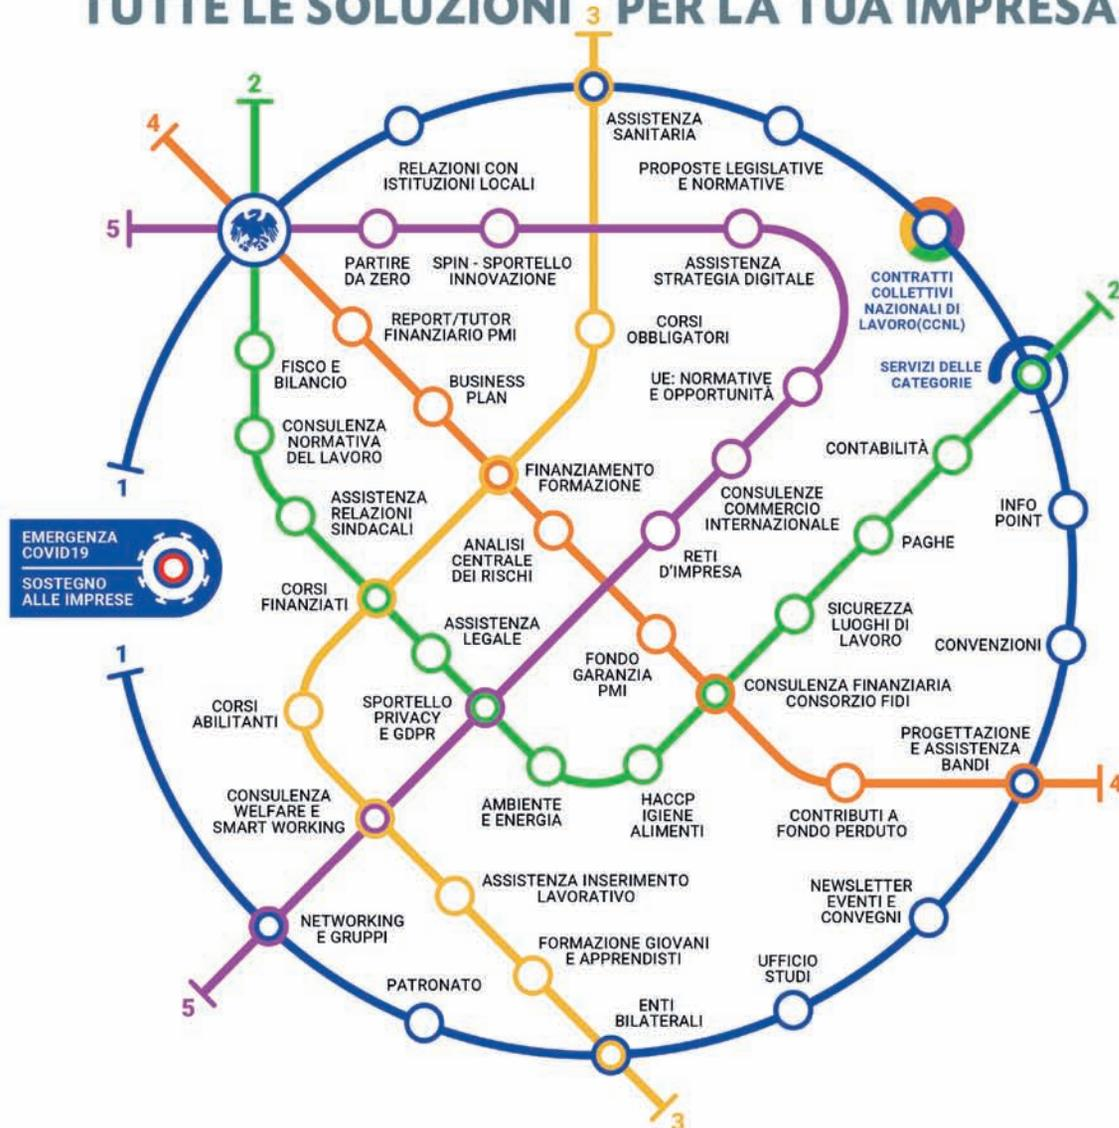 TUTTE LE SOLUZIONI PER LA TUA IMPRESA
3
2
4
ASSISTENZA
SANITARIA
RELAZIONI CON
ISTITUZIONI LOCALI
PROPOSTE LEGISLATIVE
E NORMATIVE
5
PARTIRE
DA ZERO
SPIN - SPORTELLO
INNOVAZIONE
ASSISTENZA
STRATEGIA DIGITALE
CONTRATTI
COLLETTIVI
NAZIONALI DI
LAVORO(CCNL)
2
REPORT/TUTOR
FINANZIARIO PMI
CORSI
OBBLIGATORI
FISCO E
BILANCIO
SERVIZI DELLE
CATEGORIE
BUSINESS
PLAN
UE: NORMATIVE
E OPPORTUNITÀ
CONSULENZA
NORMATIVA
DEL LAVORO
CONTABILITÀ
1
FINANZIAMENTO
FORMAZIONE
CONSULENZE
COMMERCIO
INTERNAZIONALE
ASSISTENZA
RELAZIONI
SINDACALI
INFO
POINT
EMERGENZA
COVID19
SOSTEGNO
ALLE IMPRESE
ANALISI
CENTRALE
DEI RISCHI
RETI
D'IMPRESA
PAGHE
CORSI
FINANZIATI
ASSISTENZA
LEGALE
SICUREZZA
LUOGHI DI
LAVORO
CONVENZIONI
1
FONDO
GARANZIA
PMI
CONSULENZA FINANZIARIA
CONSORZIO FIDI
CORSI
ABILITANTI
SPORTELLO
PRIVACY
E GDPR
PROGETTAZIONE
E ASSISTENZA
BANDI
4
CONSULENZA
WELFARE E
SMART WORKING
AMBIENTE
E ENERGIA
HACCP
IGIENE
ALIMENTI
CONTRIBUTI A
FONDO PERDUTO
ASSISTENZA INSERIMENTO
LAVORATIVO
NEWSLETTER
EVENTI E
CONVEGNI
NETWORKING
E GRUPPI
FORMAZIONE GIOVANI
E APPRENDISTI
UFFICIO
STUDI
5
PATRONATO
ENTI
BILATERALI
3